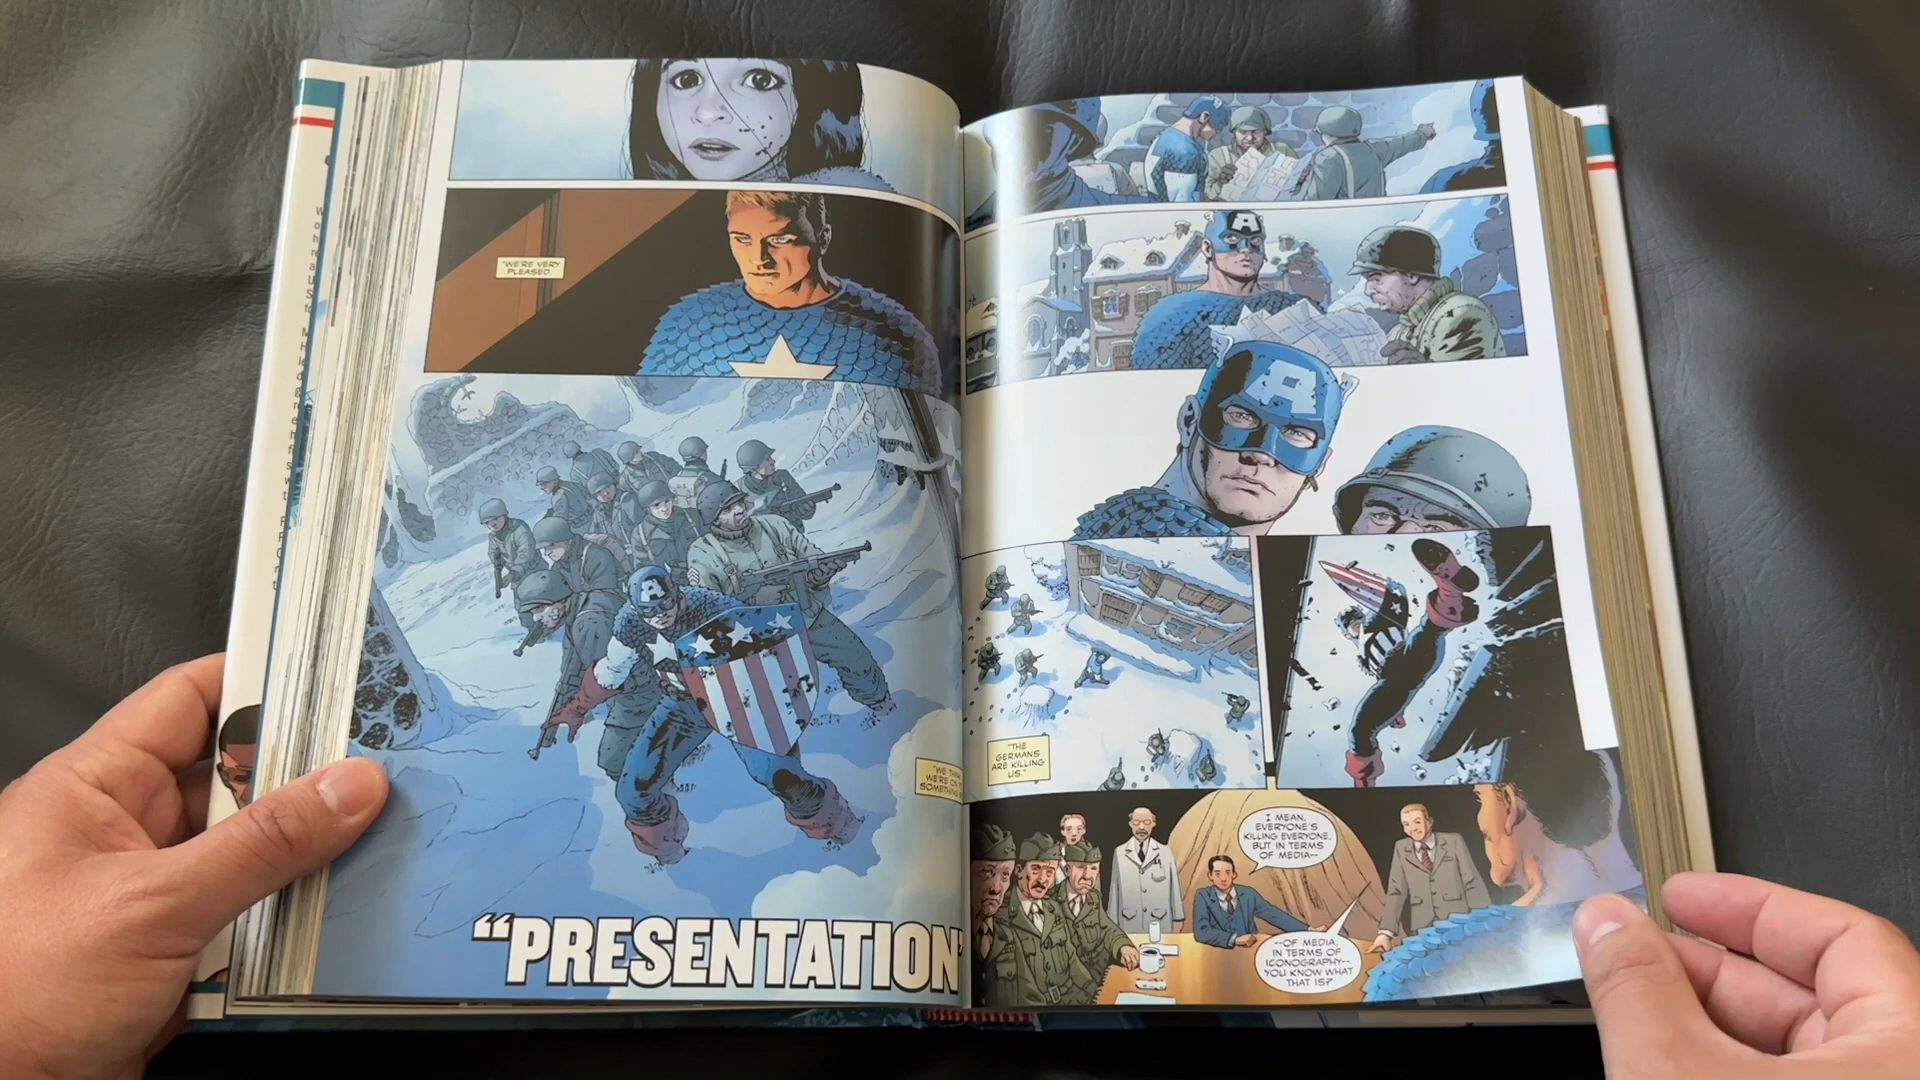 "WE'RE VERY
PLEASED.
"WE THINK
WE'RE ON
SOMETHING
"PRESENTATION"
A
A
"THE
GERMANS
ARE KILLING
US."
I MEAN,
EVERYONE'S
KILLING EVERYONE,
BUT IN TERMS
OF MEDIA--
--OF MEDIA,
IN TERMS OF
ICONOGRAPHY--
YOU KNOW WHAT
THAT IS?